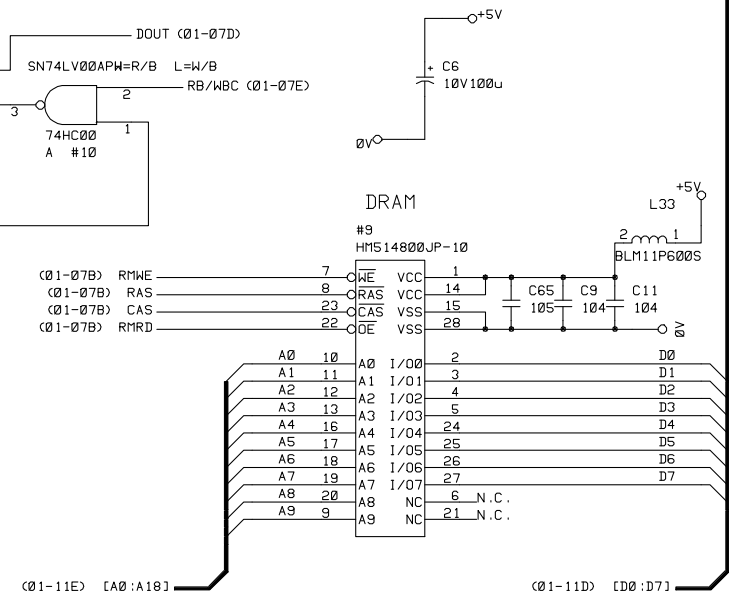 DOUT (01-07D)
+5V
SN74LV00APW=R/B L=W/B
RB/WBC (01-07E)
3
2
1
74HC00
A #10
+ C6
10V100u
0V
DRAM
#9
HM514800JP-10
+5V
L33
2 1
BLM11P600S
(01-07B) RMWE 7 WE VCC 1
(01-07B) RAS 8 RAS VCC 14
(01-07B) CAS 23 CAS VSS 15
(01-07B) RMRD 22 OE VSS 28
C65
105
C9
104
C11
104
0V
A0 10 A0 I/O0 2 D0
A1 11 A1 I/O1 3 D1
A2 12 A2 I/O2 4 D2
A3 13 A3 I/O3 5 D3
A4 16 A4 I/O4 24 D4
A5 17 A5 I/O5 25 D5
A6 18 A6 I/O6 26 D6
A7 19 A7 I/O7 27 D7
A8 20 A8 NC 6 N.C.
A9 9 A9 NC 21 N.C.
(01-11E) [A0:A18]
(01-11D) [D0:D7]